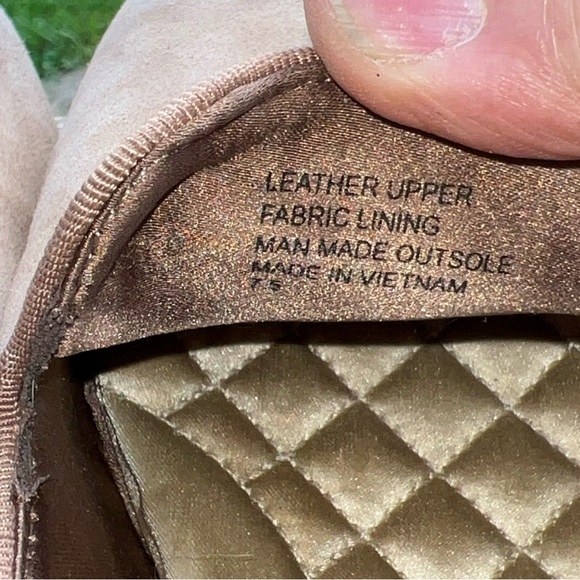 LEATHER UPPER
FABRIC LINING
MAN MADE OUTSOLE
MADE IN VIETNAM
7.5